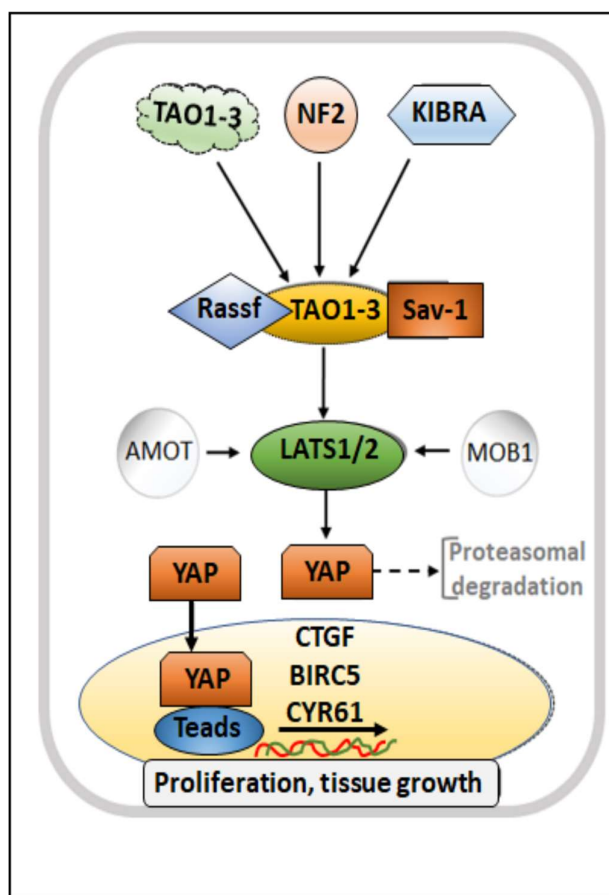 TAO1-3
NF2
KIBRA
Rassf
TAO1-3
Sav-1
AMOT
LATS1/2
MOB1
YAP
YAP
Proteasomal
degradation
CTGF
YAP
BIRC5
Teads
CYR61
Proliferation, tissue growth